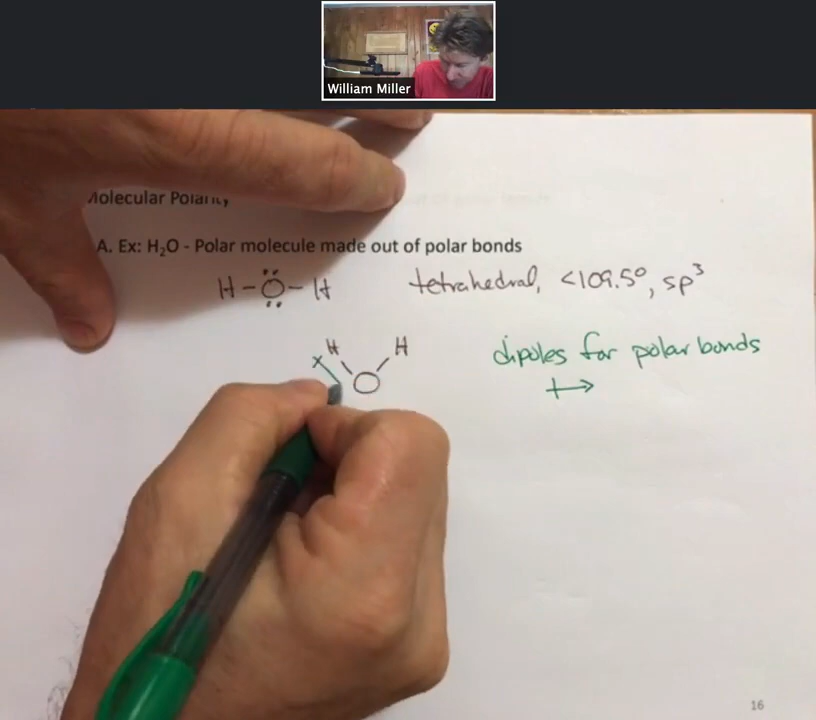 William Miller
Molecular Polarity
A. Ex: H₂O - Polar molecule made out of polar bonds
H-Ö-H tetrahedral, <109.5°, sp³
H H
O
dipoles for polar bonds
16